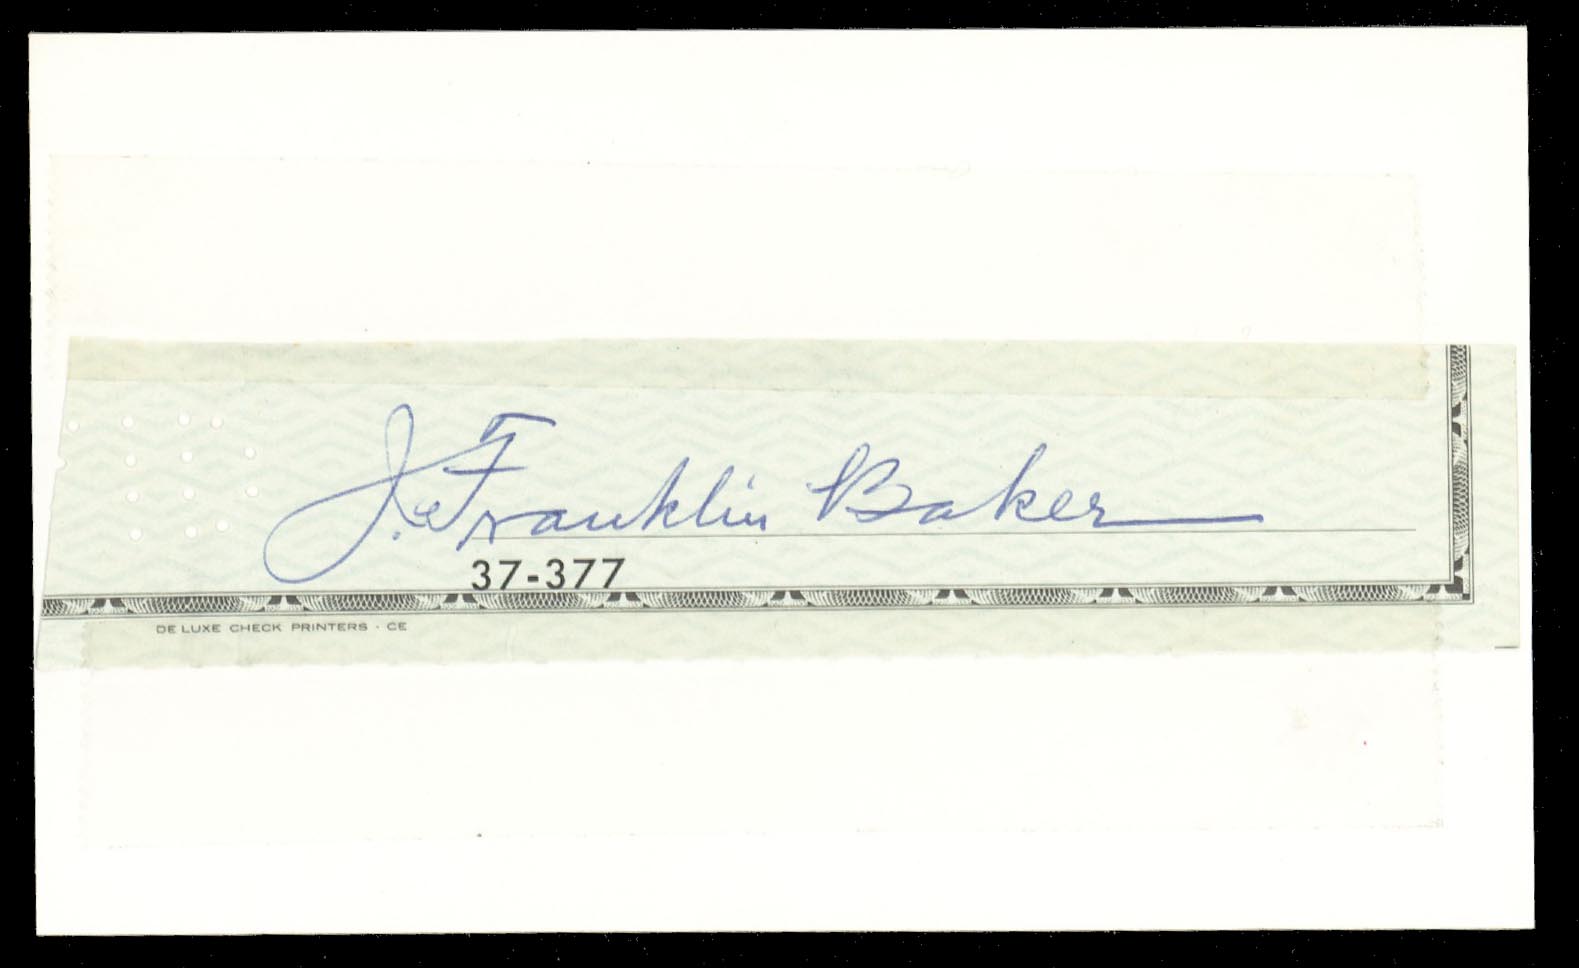 J. Franklin Baker
37-377
DE LUXE CHECK PRINTERS · CE